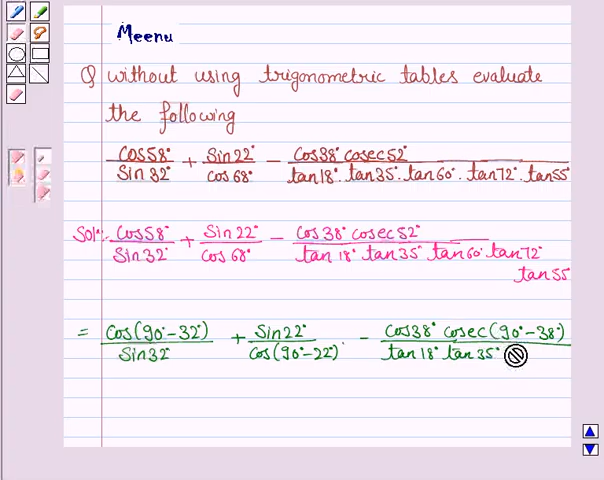 Meenu
Q without using trigonometric tables evaluate
the following
cos58°/sin32° + sin22°/cos68° - cos38° cosec52°/tan18°.tan35°.tan60°.tan72°.tan55°
Soln:- cos58°/sin32° + sin22°/cos68° - cos38° cosec52°/tan18° tan35° tan60° tan72°
tan55
= cos(90°-32°)/sin32° + sin22°/cos(90°-22°) - cos38° cosec(90°-38°)/tan18° tan35°